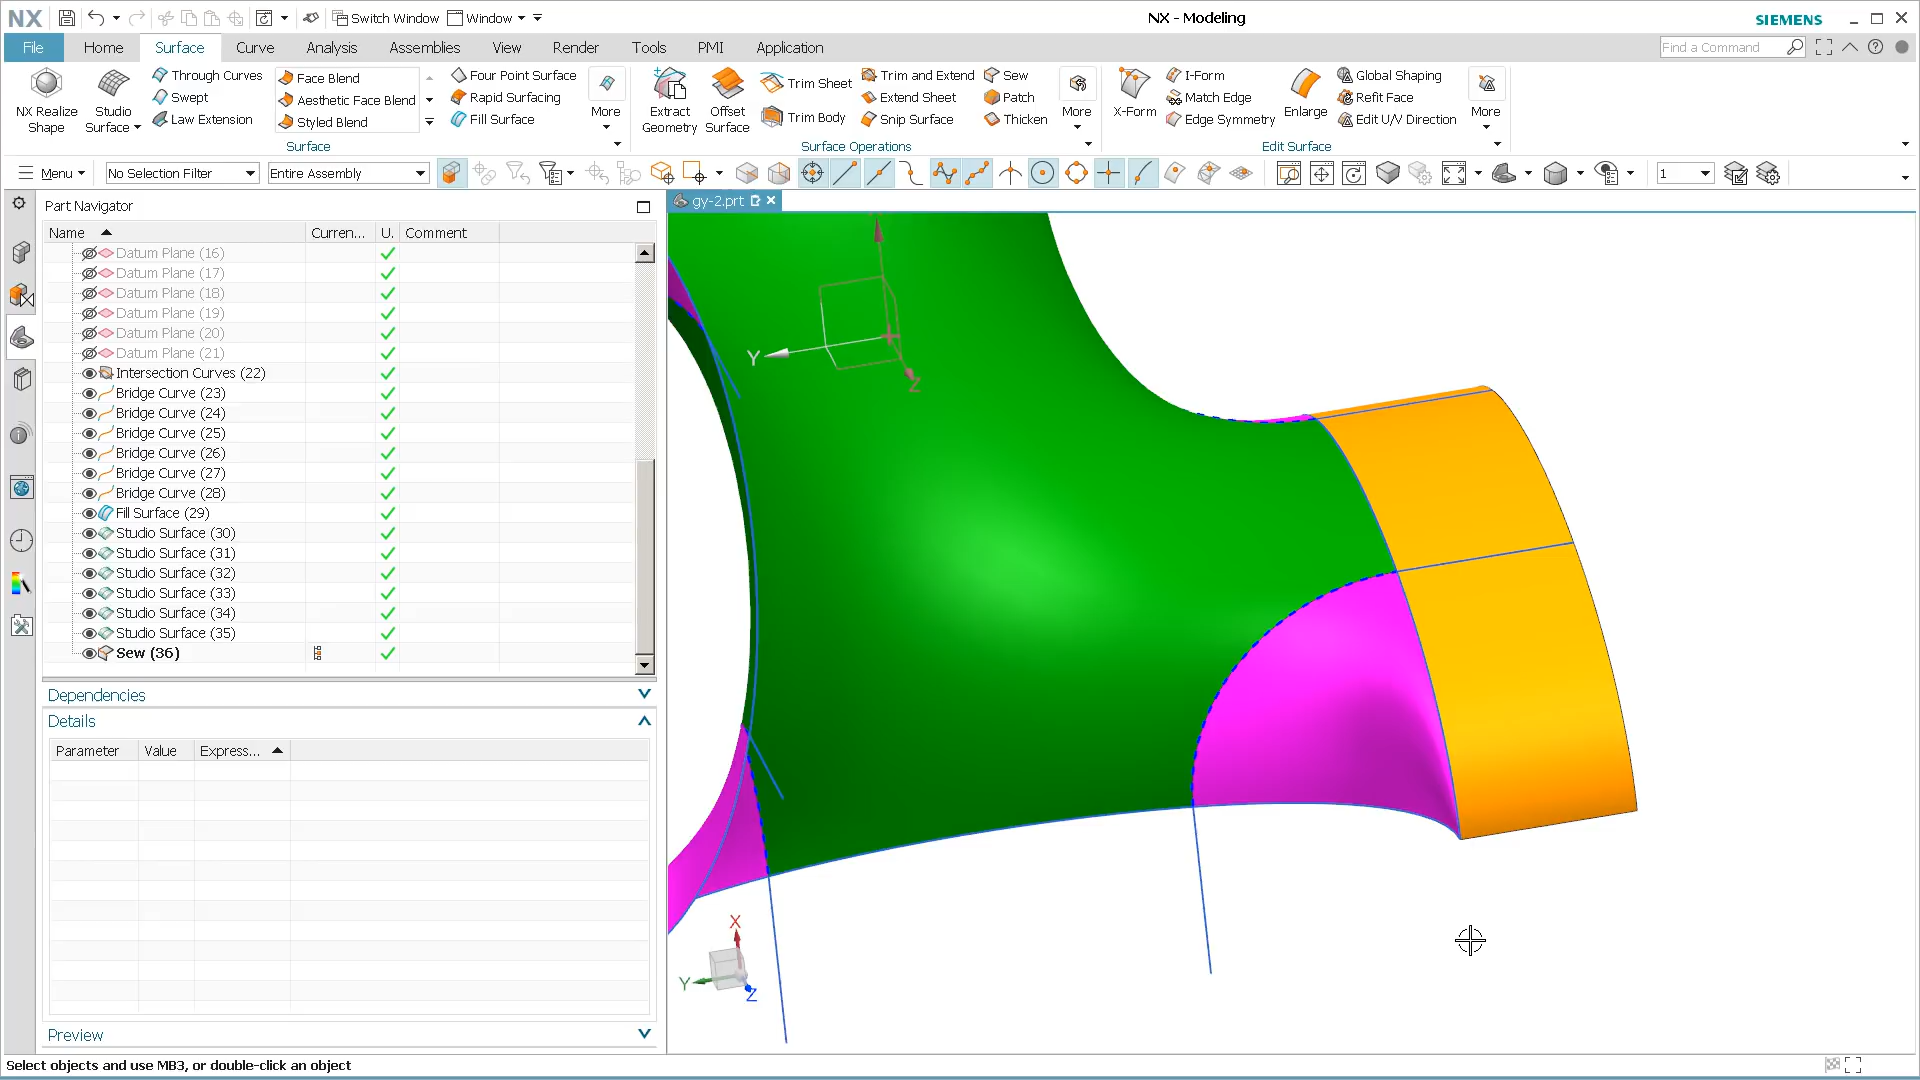 NX
Switch Window
Window
NX - Modeling
SIEMENS
File
Home
Surface
Curve
Analysis
Assemblies
View
Render
Tools
PMI
Application
Find a Command
NX Realize Shape
Studio Surface
Through Curves
Swept
Law Extension
Face Blend
Aesthetic Face Blend
Styled Blend
Four Point Surface
Rapid Surfacing
Fill Surface
More
Surface
Extract Geometry
Offset Surface
Trim Sheet
Trim Body
Trim and Extend
Extend Sheet
Snip Surface
Sew
Patch
Thicken
More
Surface Operations
X-Form
I-Form
Match Edge
Edge Symmetry
Enlarge
Global Shaping
Refit Face
Edit U/V Direction
More
Edit Surface
Menu
No Selection Filter
Entire Assembly
1
Part Navigator
gy-2.prt
Name
Curren...
U.
Comment
Datum Plane (16)
Datum Plane (17)
Datum Plane (18)
Datum Plane (19)
Datum Plane (20)
Datum Plane (21)
Intersection Curves (22)
Bridge Curve (23)
Bridge Curve (24)
Bridge Curve (25)
Bridge Curve (26)
Bridge Curve (27)
Bridge Curve (28)
Fill Surface (29)
Studio Surface (30)
Studio Surface (31)
Studio Surface (32)
Studio Surface (33)
Studio Surface (34)
Studio Surface (35)
Sew (36)
Dependencies
Details
Parameter
Value
Express...
Preview
Y
Z
X
Y
Z
Select objects and use MB3, or double-click an object